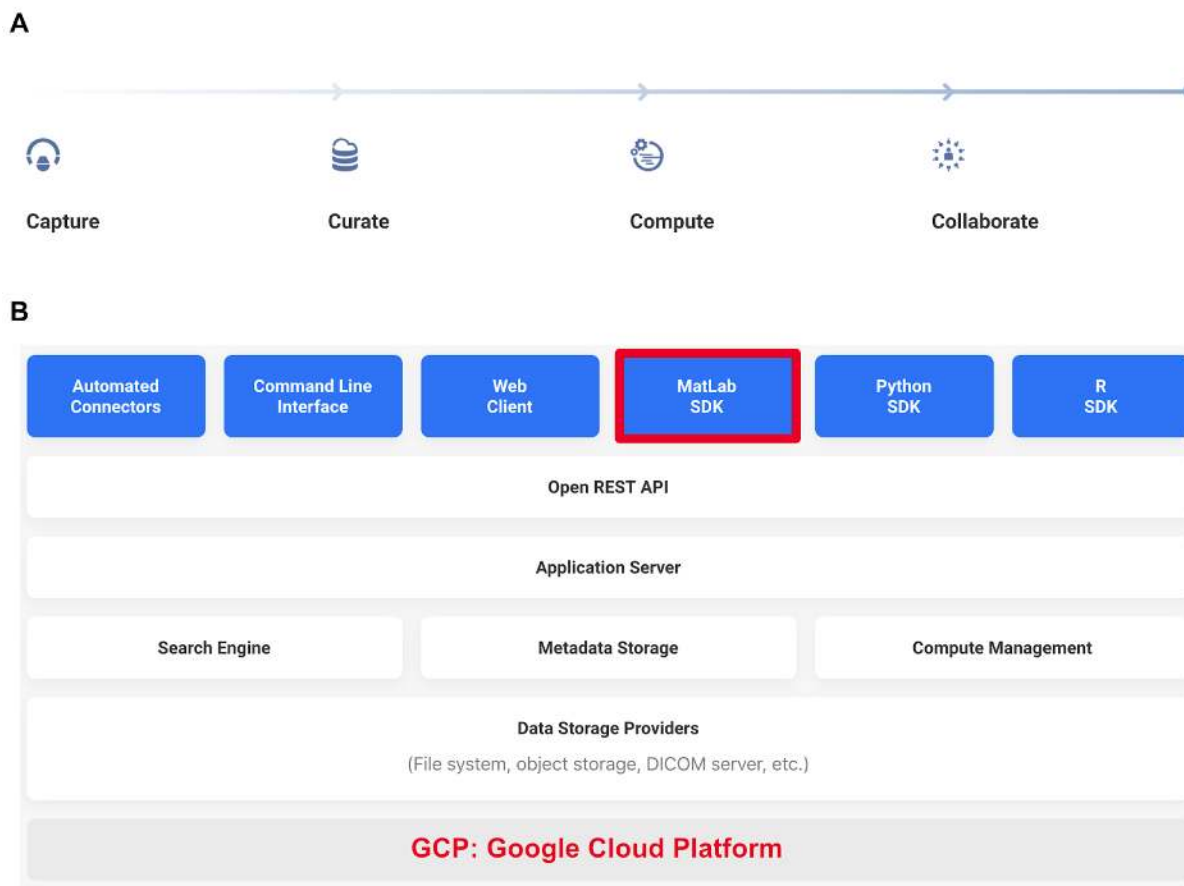 A
Capture
Curate
Compute
Collaborate
B
Automated
Connectors
Command Line
Interface
Web
Client
MatLab
SDK
Python
SDK
R
SDK
Open REST API
Application Server
Search Engine
Metadata Storage
Compute Management
Data Storage Providers
(File system, object storage, DICOM server, etc.)
GCP: Google Cloud Platform